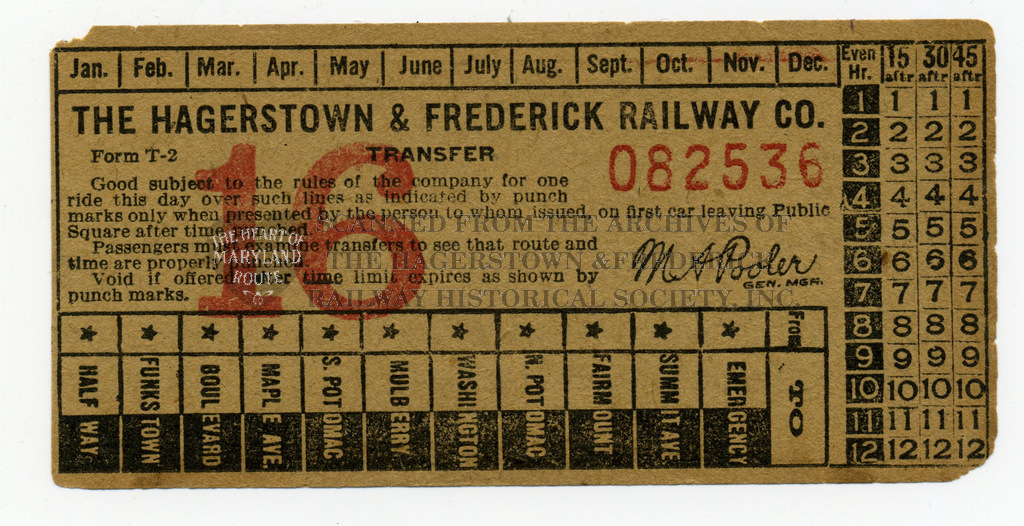 Jan. Feb. Mar. Apr. May June July Aug. Sept. Oct. Nov. Dec.
Even Hr. 15 aftr 30 aftr 45 aftr
THE HAGERSTOWN & FREDERICK RAILWAY CO.
Form T-2 TRANSFER 082536
16
Good subject to the rules of the company for one
ride this day over such lines as indicated by punch
marks only when presented by the person to whom issued, on first car leaving Public
Square after time
Passengers must examine transfers to see that route and
time are properly
Void if offered after time limit expires as shown by
punch marks.
M A Pooler
GEN. MGR.
THE HEART OF
MARYLAND
ROUTE
SCANNED FROM THE ARCHIVES OF
THE HAGERSTOWN & FREDERICK
RAILWAY HISTORICAL SOCIETY, INC.
1 1 1 1
2 2 2 2
3 3 3 3
4 4 4 4
5 5 5 5
6 6 6 6
7 7 7 7
8 8 8 8
9 9 9 9
10 10 10 10
11 11 11 11
12 12 12 12
From
TO
HALF WAY
FUNKSTOWN
BOULEVARD
MAPLE AVE.
S. POTOMAC
MULBERRY
WASHINGTON
N. POTOMAC
FAIRMOUNT
SUMMIT AVE.
EMERGENCY